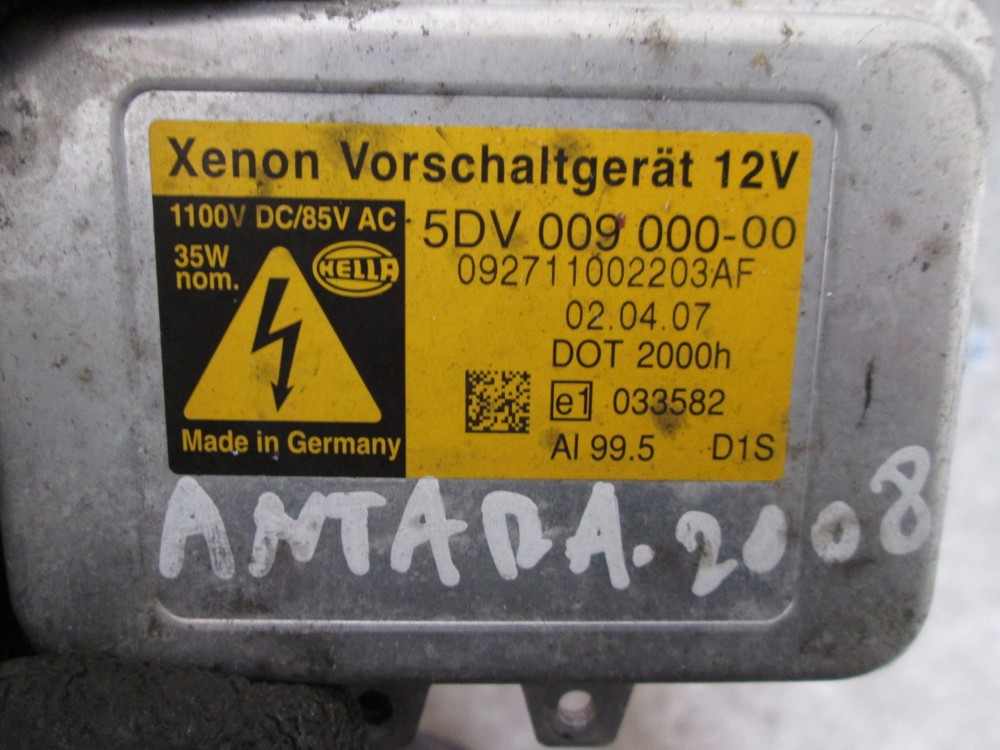 Xenon Vorschaltgerät 12V
1100V DC/85V AC
35W
nom.
HELLA
Made in Germany
5DV 009 000-00
092711002203AF
02.04.07
DOT 2000h
e1 033582
Al 99.5 D1S
ANTARA.2008